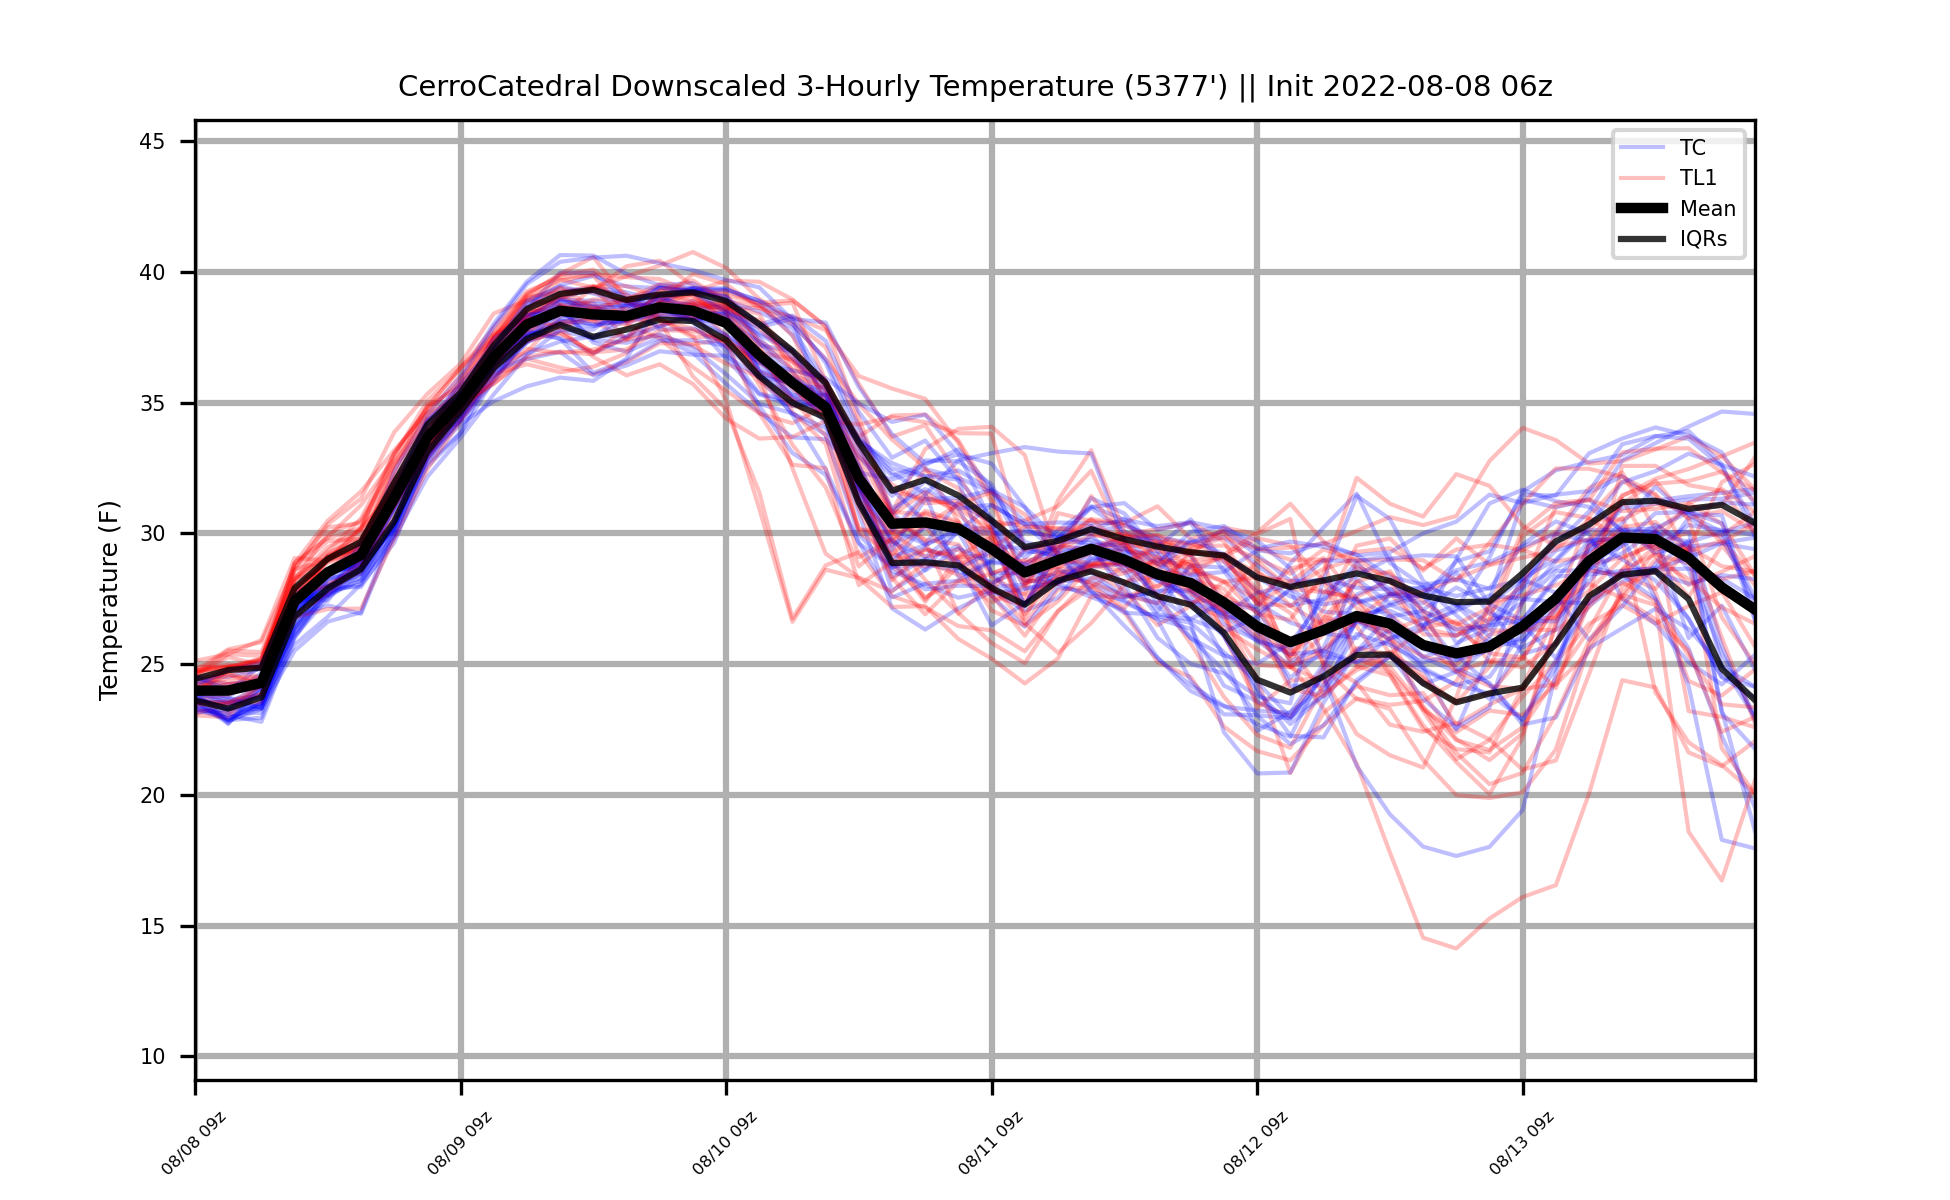 CerroCatedral Downscaled 3-Hourly Temperature (5377') || Init 2022-08-08 06z
TC
TL1
Mean
IQRs
Temperature (F)
45
40
35
30
25
20
15
10
08/08 09z
08/09 09z
08/10 09z
08/11 09z
08/12 09z
08/13 09z